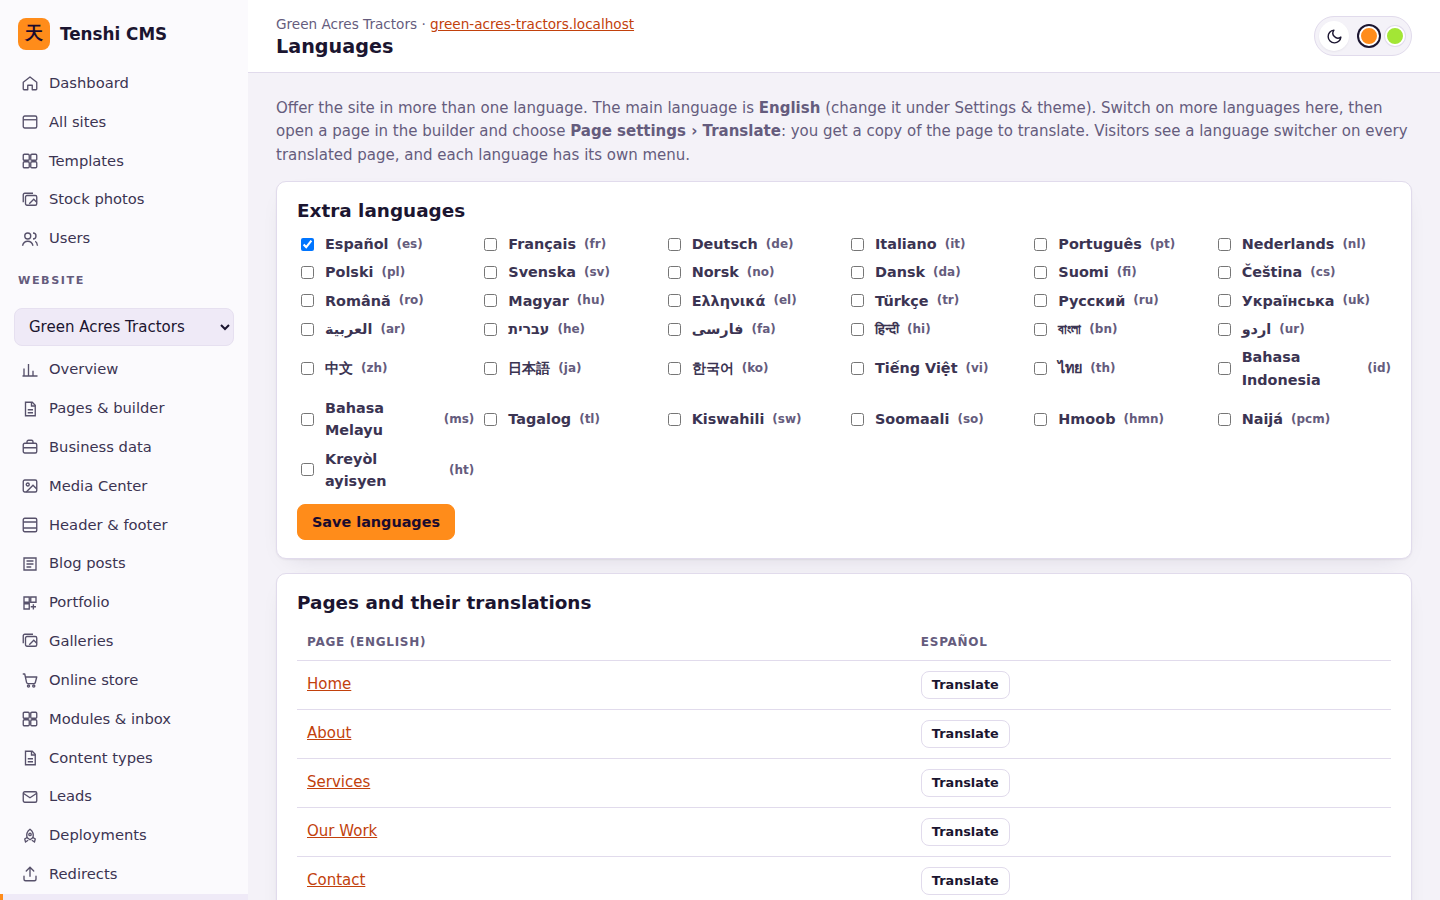 天 Tenshi CMS
Dashboard
All sites
Templates
Stock photos
Users
WEBSITE
Green Acres Tractors
Overview
Pages & builder
Business data
Media Center
Header & footer
Blog posts
Portfolio
Galleries
Online store
Modules & inbox
Content types
Leads
Deployments
Redirects
Green Acres Tractors · green-acres-tractors.localhost
Languages
Offer the site in more than one language. The main language is English (change it under Settings & theme). Switch on more languages here, then
open a page in the builder and choose Page settings › Translate: you get a copy of the page to translate. Visitors see a language switcher on every
translated page, and each language has its own menu.
Extra languages
Español (es) Français (fr) Deutsch (de) Italiano (it) Português (pt) Nederlands (nl)
Polski (pl) Svenska (sv) Norsk (no) Dansk (da) Suomi (fi) Čeština (cs)
Română (ro) Magyar (hu) Ελληνικά (el) Türkçe (tr) Русский (ru) Українська (uk)
العربية (ar) עברית (he) فارسی (fa) हिन्दी (hi) বাংলা (bn) اردو (ur)
中文 (zh) 日本語 (ja) 한국어 (ko) Tiếng Việt (vi) ไทย (th) Bahasa Indonesia (id)
Bahasa Melayu (ms) Tagalog (tl) Kiswahili (sw) Soomaali (so) Hmoob (hmn) Naijá (pcm)
Kreyòl ayisyen (ht)
Save languages
Pages and their translations
PAGE (ENGLISH) ESPAÑOL
Home Translate
About Translate
Services Translate
Our Work Translate
Contact Translate